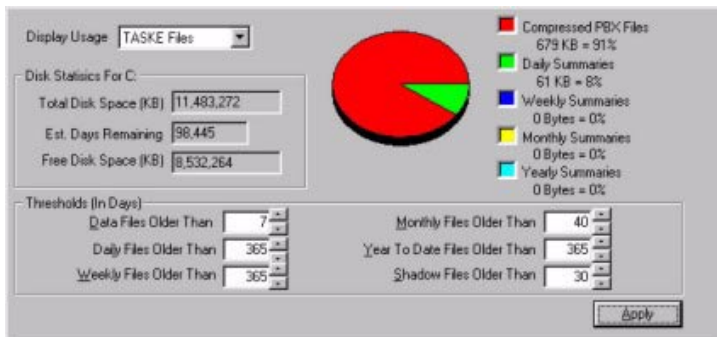 Display Usage TASKE Files
Disk Statisics For C:
Total Disk Space (KB) 11,483,272
Est. Days Remaining 98,445
Free Disk Space (KB) 8,532,264
Compressed PBX Files
679 KB = 91%
Daily Summaries
61 KB = 8%
Weekly Summaries
0 Bytes = 0%
Monthly Summaries
0 Bytes = 0%
Yearly Summaries
0 Bytes = 0%
Thresholds (In Days)
Data Files Older Than 7
Daily Files Older Than 365
Weekly Files Older Than 365
Monthly Files Older Than 40
Year To Date Files Older Than 365
Shadow Files Older Than 30
Apply